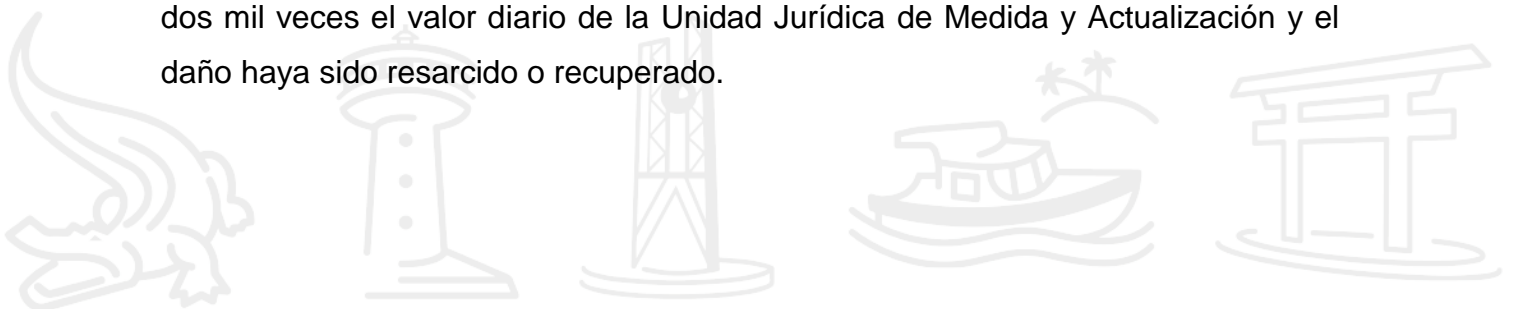 dos mil veces el valor diario de la Unidad Jurídica de Medida y Actualización y el
daño haya sido resarcido o recuperado.